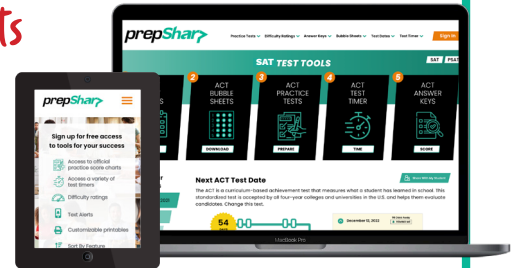 ts
prepSharp
Practice Tests
Difficulty Ratings
Answer Keys
Bubble Sheets
Test Dates
Test Timer
Sign In
SAT TEST TOOLS
SAT
PSAT
S
2
ACT
BUBBLE
SHEETS
DOWNLOAD
3
ACT
PRACTICE
TESTS
PREPARE
4
ACT
TEST
TIMER
TIME
5
ACT
ANSWER
KEYS
SCORE
Next ACT Test Date
The ACT is a curriculum-based achievement test that measures what a student has learned in school. This
standardized test is accepted by all four-year colleges and universities in the U.S. and helps them evaluate
candidates. Change this test.
54
December 10, 2022
MacBook Pro
prepSharp
Sign up for free access
to tools for your success
Access to official
practice score charts
Access a variety of
test timers
Difficulty ratings
Test Alerts
Customizable printables
Sort By Feature